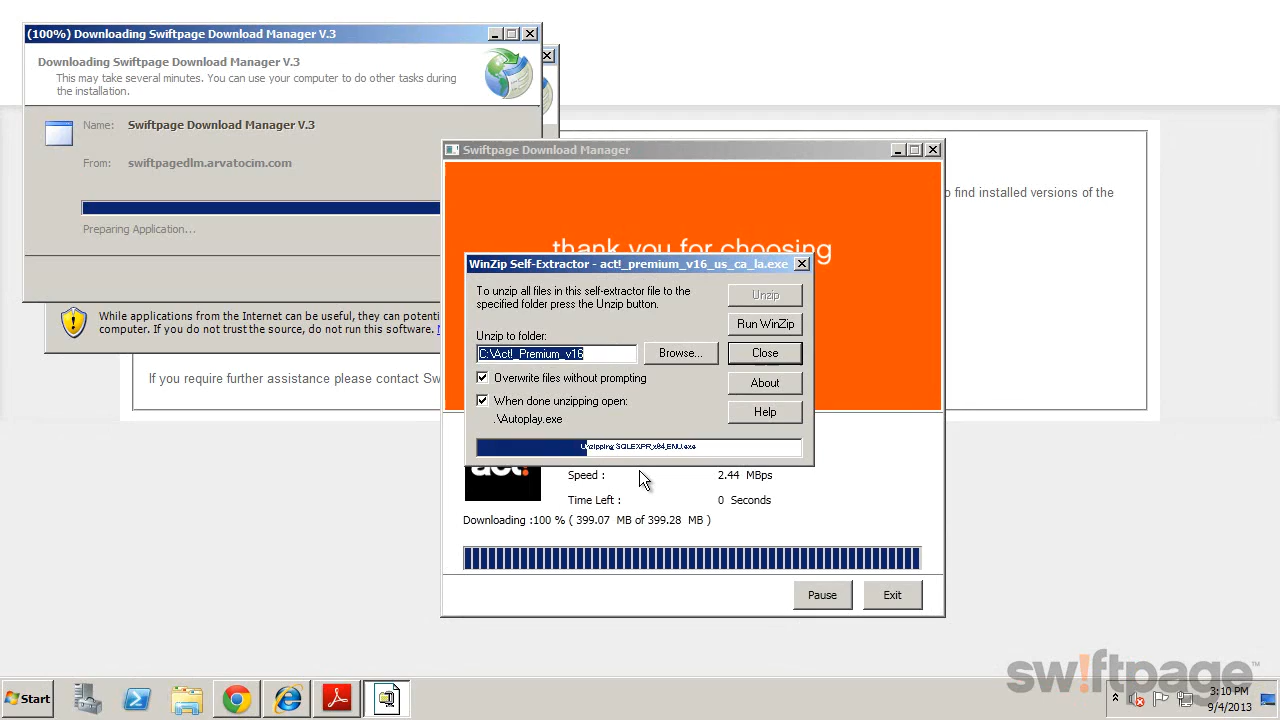 (100%) Downloading Swiftpage Download Manager V.3
Downloading Swiftpage Download Manager V.3
This may take several minutes. You can use your computer to do other tasks during
the installation.
Name: Swiftpage Download Manager V.3
From: swiftpagedlm.arvatocim.com
Preparing Application...
While applications from the Internet can be useful, they can potenti
computer. If you do not trust the source, do not run this software.
If you require further assistance please contact Sw
o find installed versions of the
Swiftpage Download Manager
thank you for choosing
WinZip Self-Extractor - act!_premium_v16_us_ca_la.exe
To unzip all files in this self-extractor file to the
specified folder press the Unzip button.
Unzip to folder:
C:\Act!_Premium_v16
Browse...
Overwrite files without prompting
When done unzipping open:
.\Autoplay.exe
Unzip
Run WinZip
Close
About
Help
Unzipping SQLEXPR_x64_ENU.exe
act!
Speed : 2.44 MBps
Time Left : 0 Seconds
Downloading :100 % ( 399.07 MB of 399.28 MB )
Pause
Exit
sw!ftpage™
Start
3:10 PM
9/4/2013